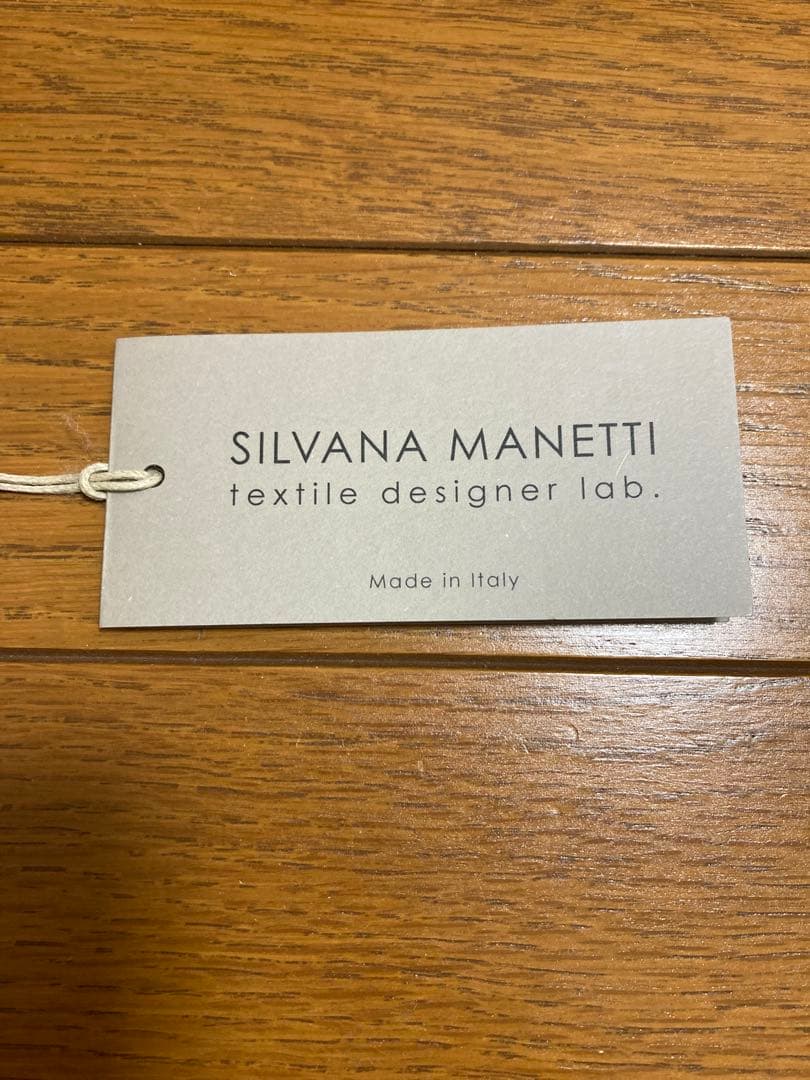 SILVANA MANETTI
textile designer lab.
Made in Italy